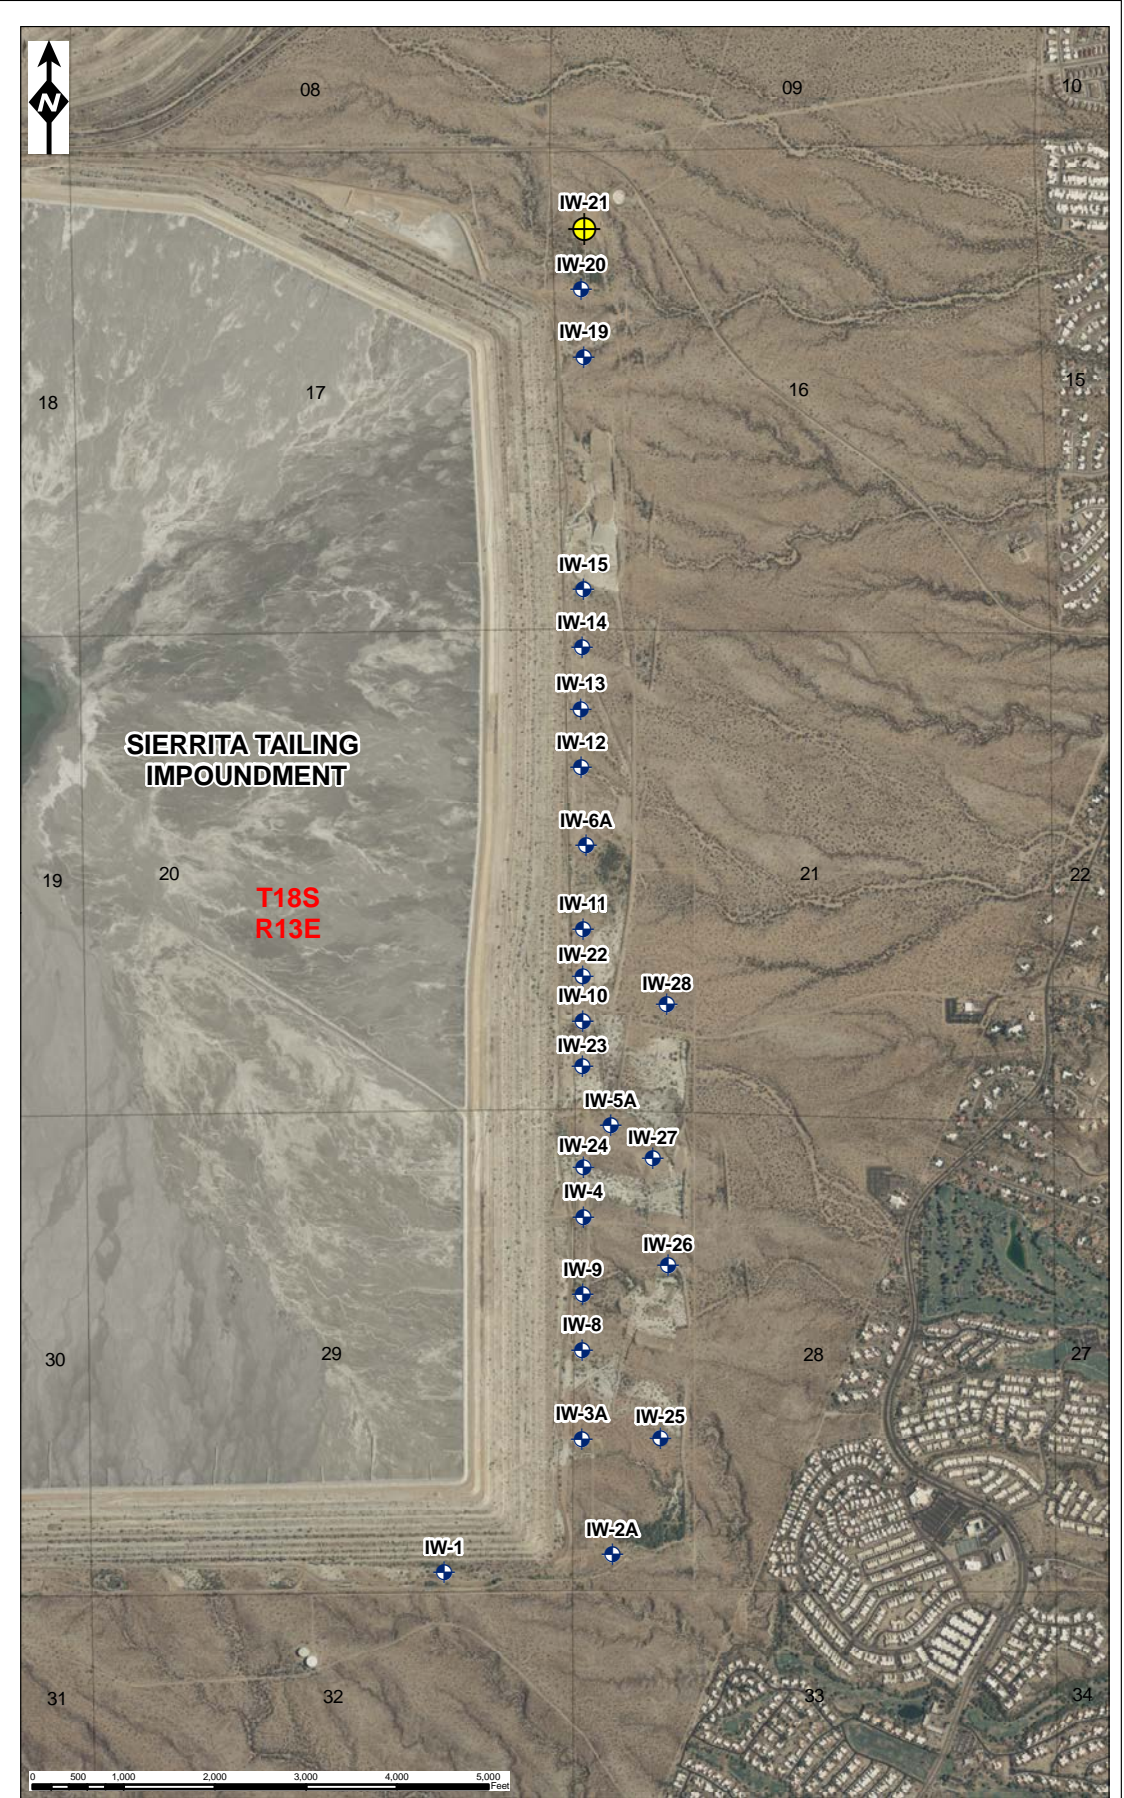 N
08
09
10
IW-21
IW-20
IW-19
18
17
16
15
IW-15
IW-14
IW-13
SIERRITA TAILING
IMPOUNDMENT
IW-12
IW-6A
19
20
21
22
T18S
R13E
IW-11
IW-22
IW-28
IW-10
IW-23
IW-5A
IW-27
IW-24
IW-4
IW-26
IW-9
IW-8
30
29
28
27
IW-3A
IW-25
IW-2A
IW-1
31
32
33
34
0 500 1,000 2,000 3,000 4,000 5,000
Feet